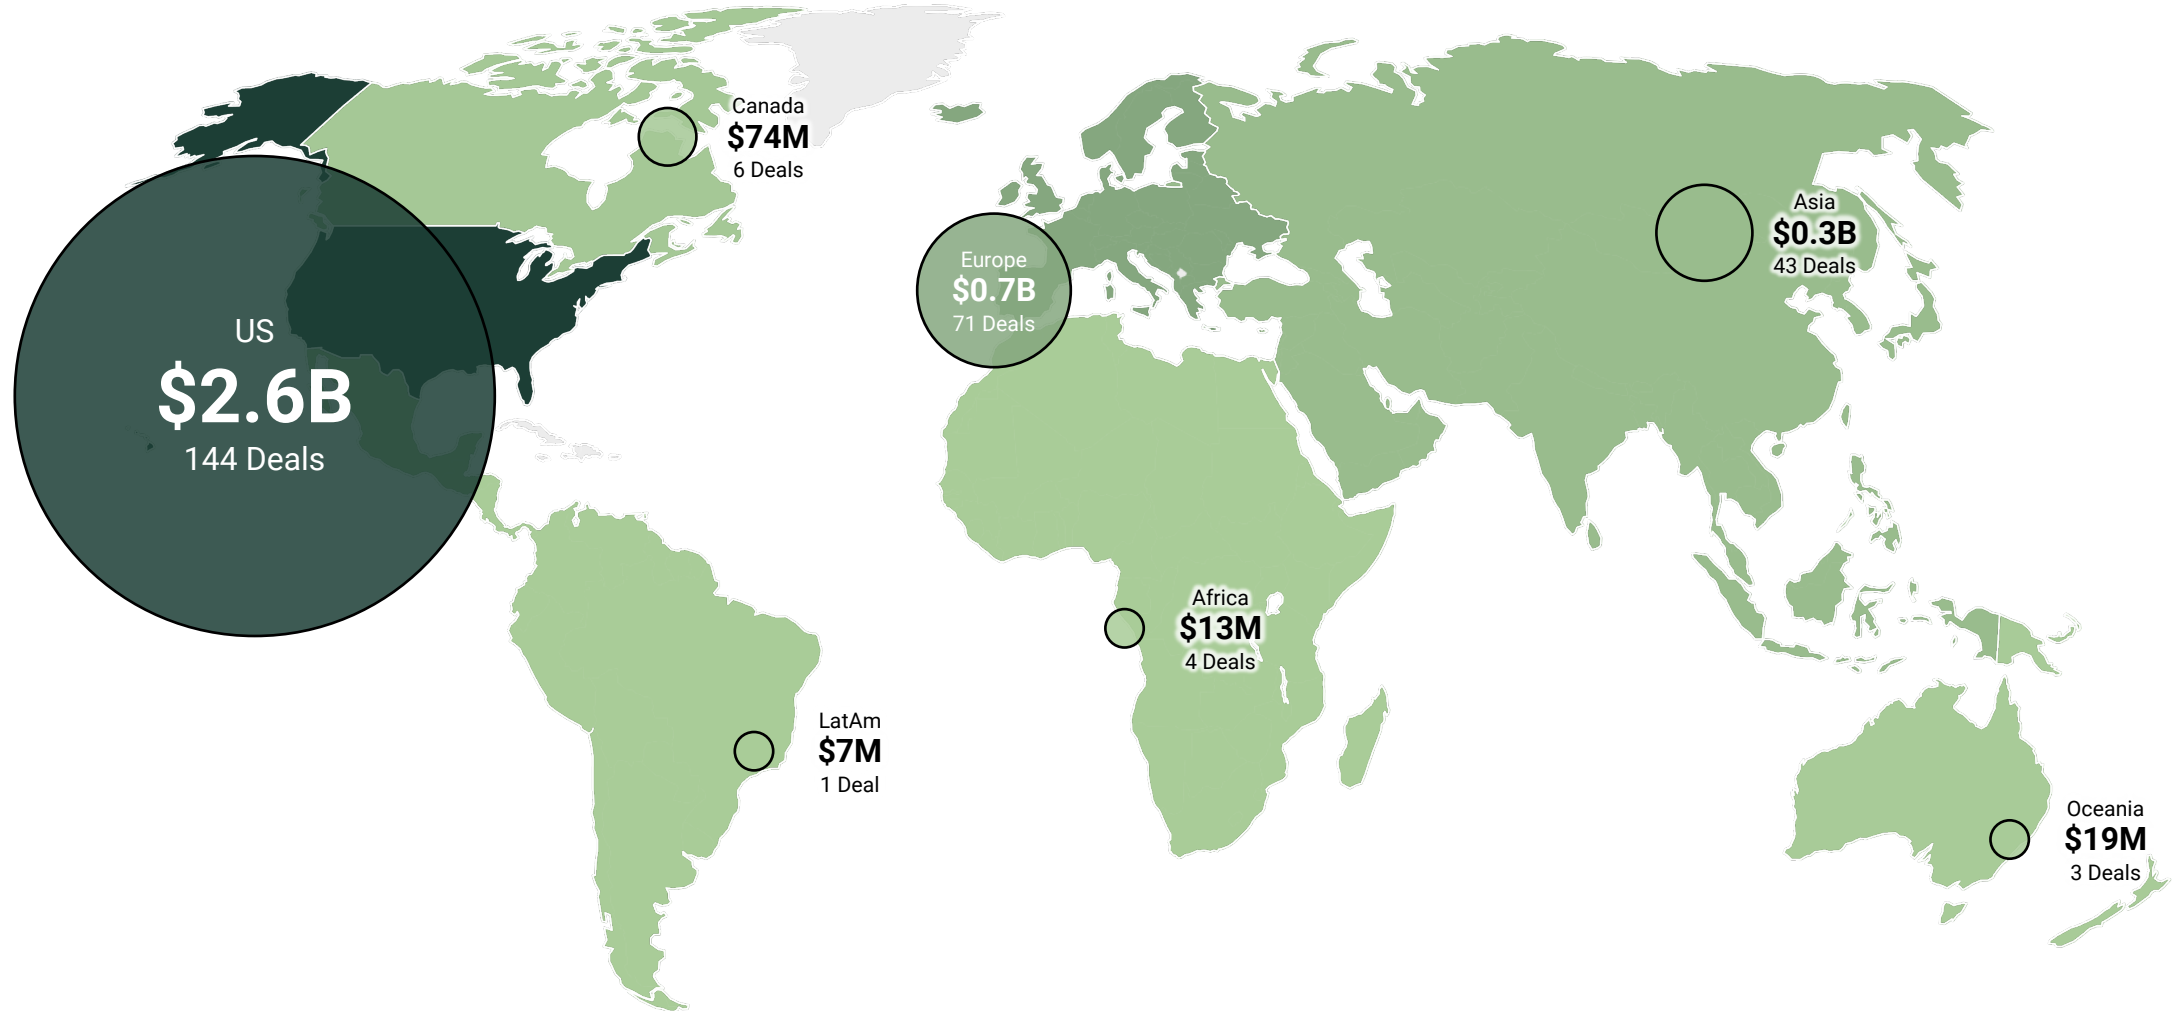 Canada
$74M
6 Deals
US
$2.6B
144 Deals
Europe
$0.7B
71 Deals
Asia
$0.3B
43 Deals
Africa
$13M
4 Deals
LatAm
$7M
1 Deal
Oceania
$19M
3 Deals